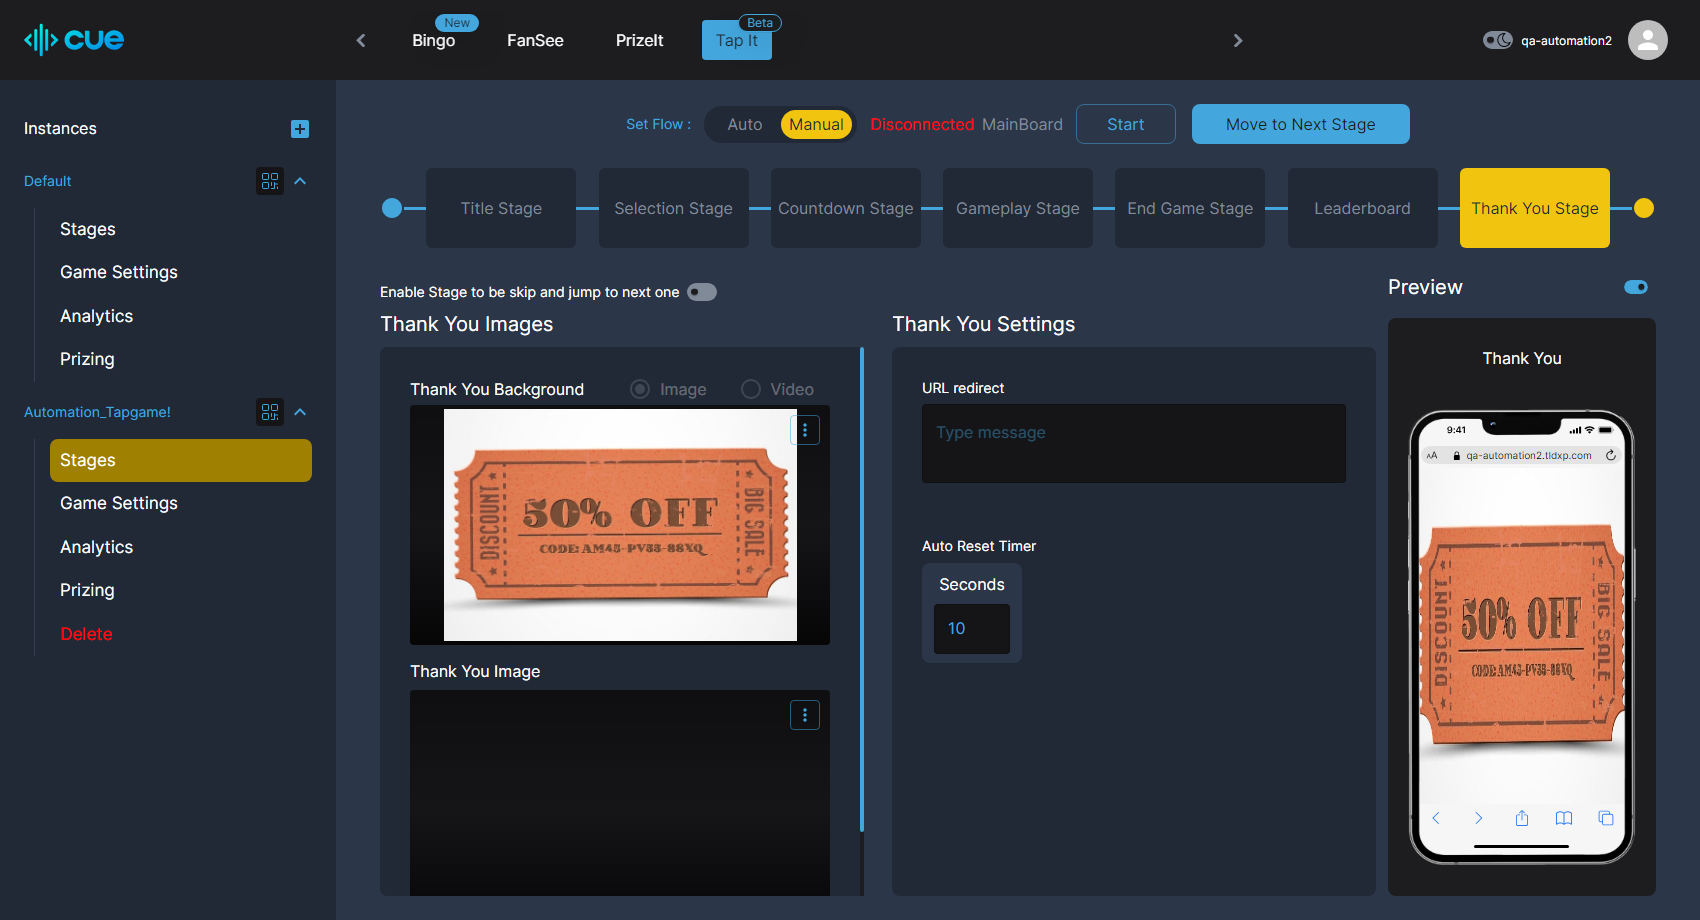 cue
New
Bingo
FanSee
PrizeIt
Beta
Tap It
qa-automation2
Instances
Default
Stages
Game Settings
Analytics
Prizing
Automation_Tapgame!
Stages
Game Settings
Analytics
Prizing
Delete
Set Flow :
Auto
Manual
Disconnected MainBoard
Start
Move to Next Stage
Title Stage
Selection Stage
Countdown Stage
Gameplay Stage
End Game Stage
Leaderboard
Thank You Stage
Enable Stage to be skip and jump to next one
Thank You Images
Thank You Background
Image
Video
DISCOUNT
50% OFF
CODE: AM45-PV35-88XQ
BIG SALE
Thank You Image
Thank You Settings
URL redirect
Type message
Auto Reset Timer
Seconds
10
Preview
Thank You
9:41
AA
qa-automation2.tldxp.com
DISCOUNT
50% OFF
CODE: AM45-PV35-88XQ
BIG SALE